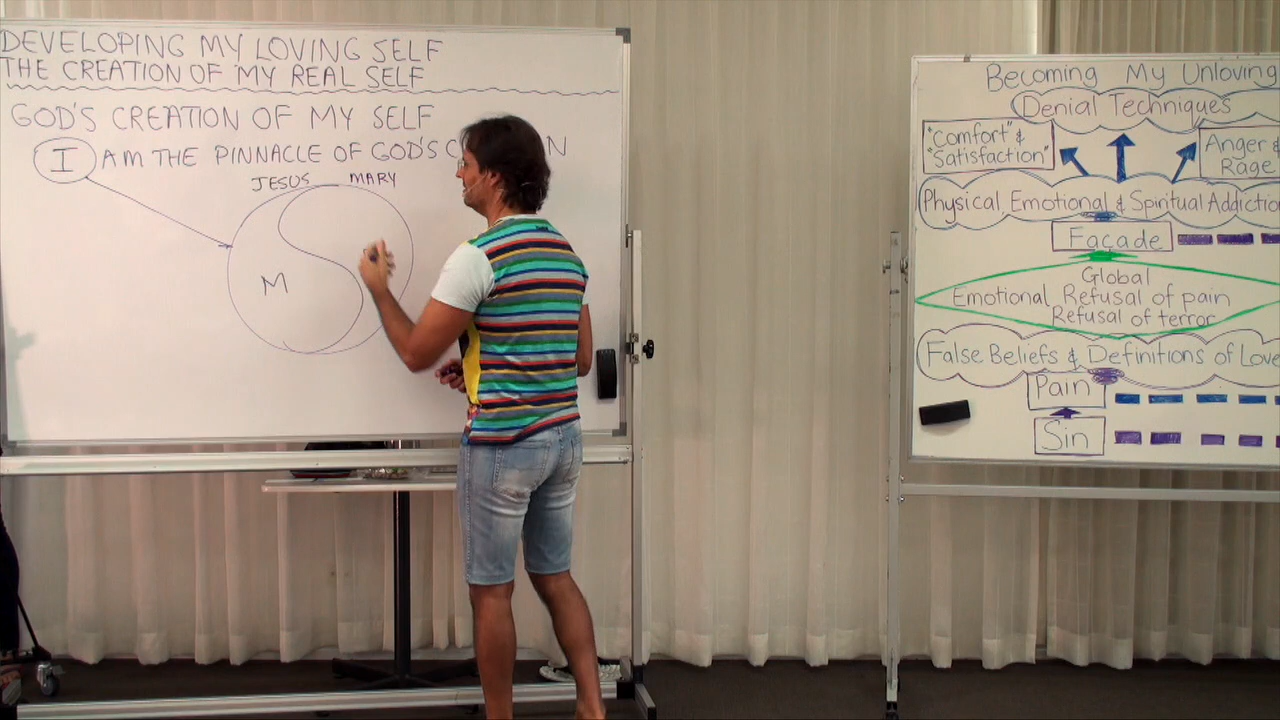 DEVELOPING MY LOVING SELF
THE CREATION OF MY REAL SELF
GOD'S CREATION OF MY SELF
I AM THE PINNACLE OF GOD'S C N
JESUS MARY
M
Becoming My Unloving
Denial Techniques
"Comfort" &
"Satisfaction"
Anger &
Rage
Physical, Emotional & Spiritual Addictio
Façade
Global
Emotional Refusal of pain
Refusal of terror
False Beliefs & Definitions of Love
Pain
Sin